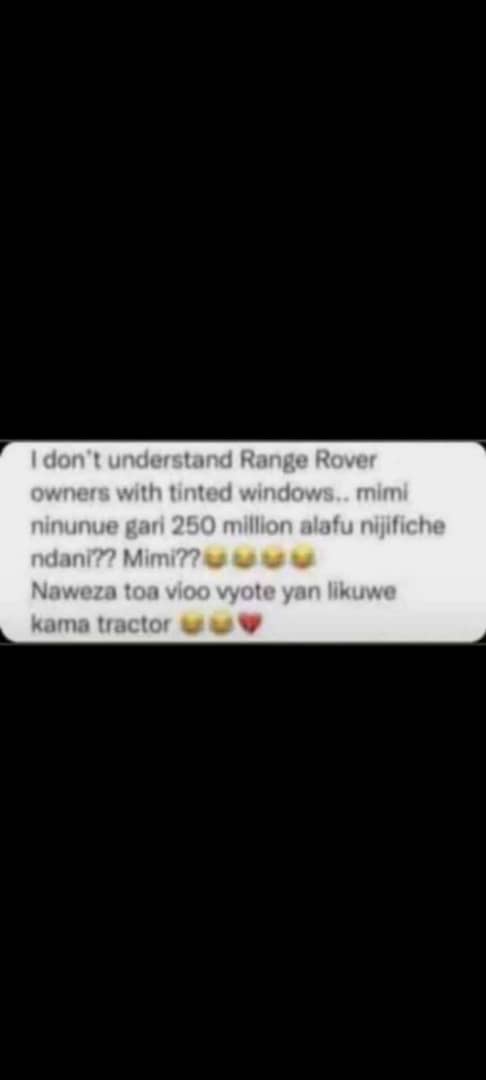 I don't understand Range Rover
owners with tinted windows.. mimi
ninunue gari 250 million alafu nijifiche
ndani?? Mimi??😂😂😂😂
Naweza toa vioo vyote yan likuwe
kama tractor 😂😂💔